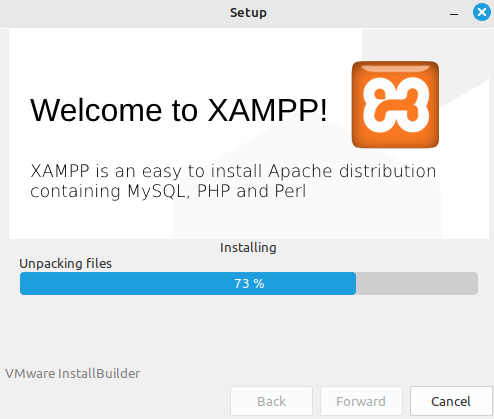 Setup
Welcome to XAMPP!
XAMPP is an easy to install Apache distribution
containing MySQL, PHP and Perl
Installing
Unpacking files
73 %
VMware InstallBuilder
Back
Forward
Cancel